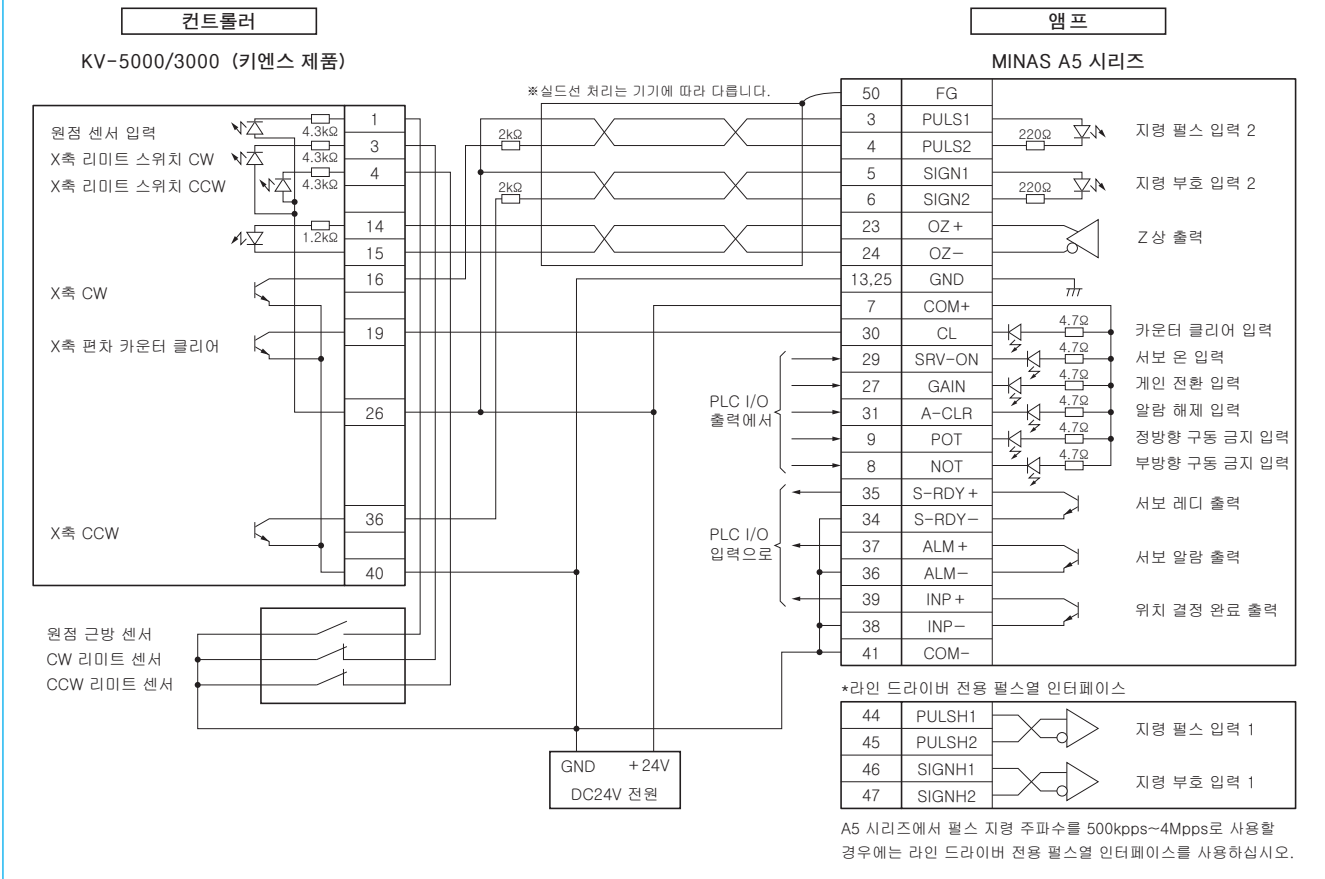 컨트롤러
KV-5000/3000 (키엔스 제품)
원점 센서 입력
X축 리미트 스위치 CW
X축 리미트 스위치 CCW
4.3kΩ
4.3kΩ
4.3kΩ
1.2kΩ
X축 CW
X축 편차 카운터 클리어
X축 CCW
1
3
4
14
15
16
19
26
36
40
원점 근방 센서
CW 리미트 센서
CCW 리미트 센서
※실드선 처리는 기기에 따라 다릅니다.
2kΩ
2kΩ
PLC I/O
출력에서
PLC I/O
입력으로
GND +24V
DC24V 전원
앰프
MINAS A5 시리즈
50 FG
3 PULS1
4 PULS2
220Ω
지령 펄스 입력 2
5 SIGN1
6 SIGN2
220Ω
지령 부호 입력 2
23 OZ+
24 OZ-
Z상 출력
13,25 GND
7 COM+
30 CL 4.7Ω 카운터 클리어 입력
29 SRV-ON 4.7Ω 서보 온 입력
27 GAIN 4.7Ω 게인 전환 입력
31 A-CLR 4.7Ω 알람 해제 입력
9 POT 4.7Ω 정방향 구동 금지 입력
8 NOT 4.7Ω 부방향 구동 금지 입력
35 S-RDY+
34 S-RDY-
서보 레디 출력
37 ALM+
36 ALM-
서보 알람 출력
39 INP+
38 INP-
위치 결정 완료 출력
41 COM-
*라인 드라이버 전용 펄스열 인터페이스
44 PULSH1
45 PULSH2
지령 펄스 입력 1
46 SIGNH1
47 SIGNH2
지령 부호 입력 1
A5 시리즈에서 펄스 지령 주파수를 500kpps~4Mpps로 사용할
경우에는 라인 드라이버 전용 펄스열 인터페이스를 사용하십시오.